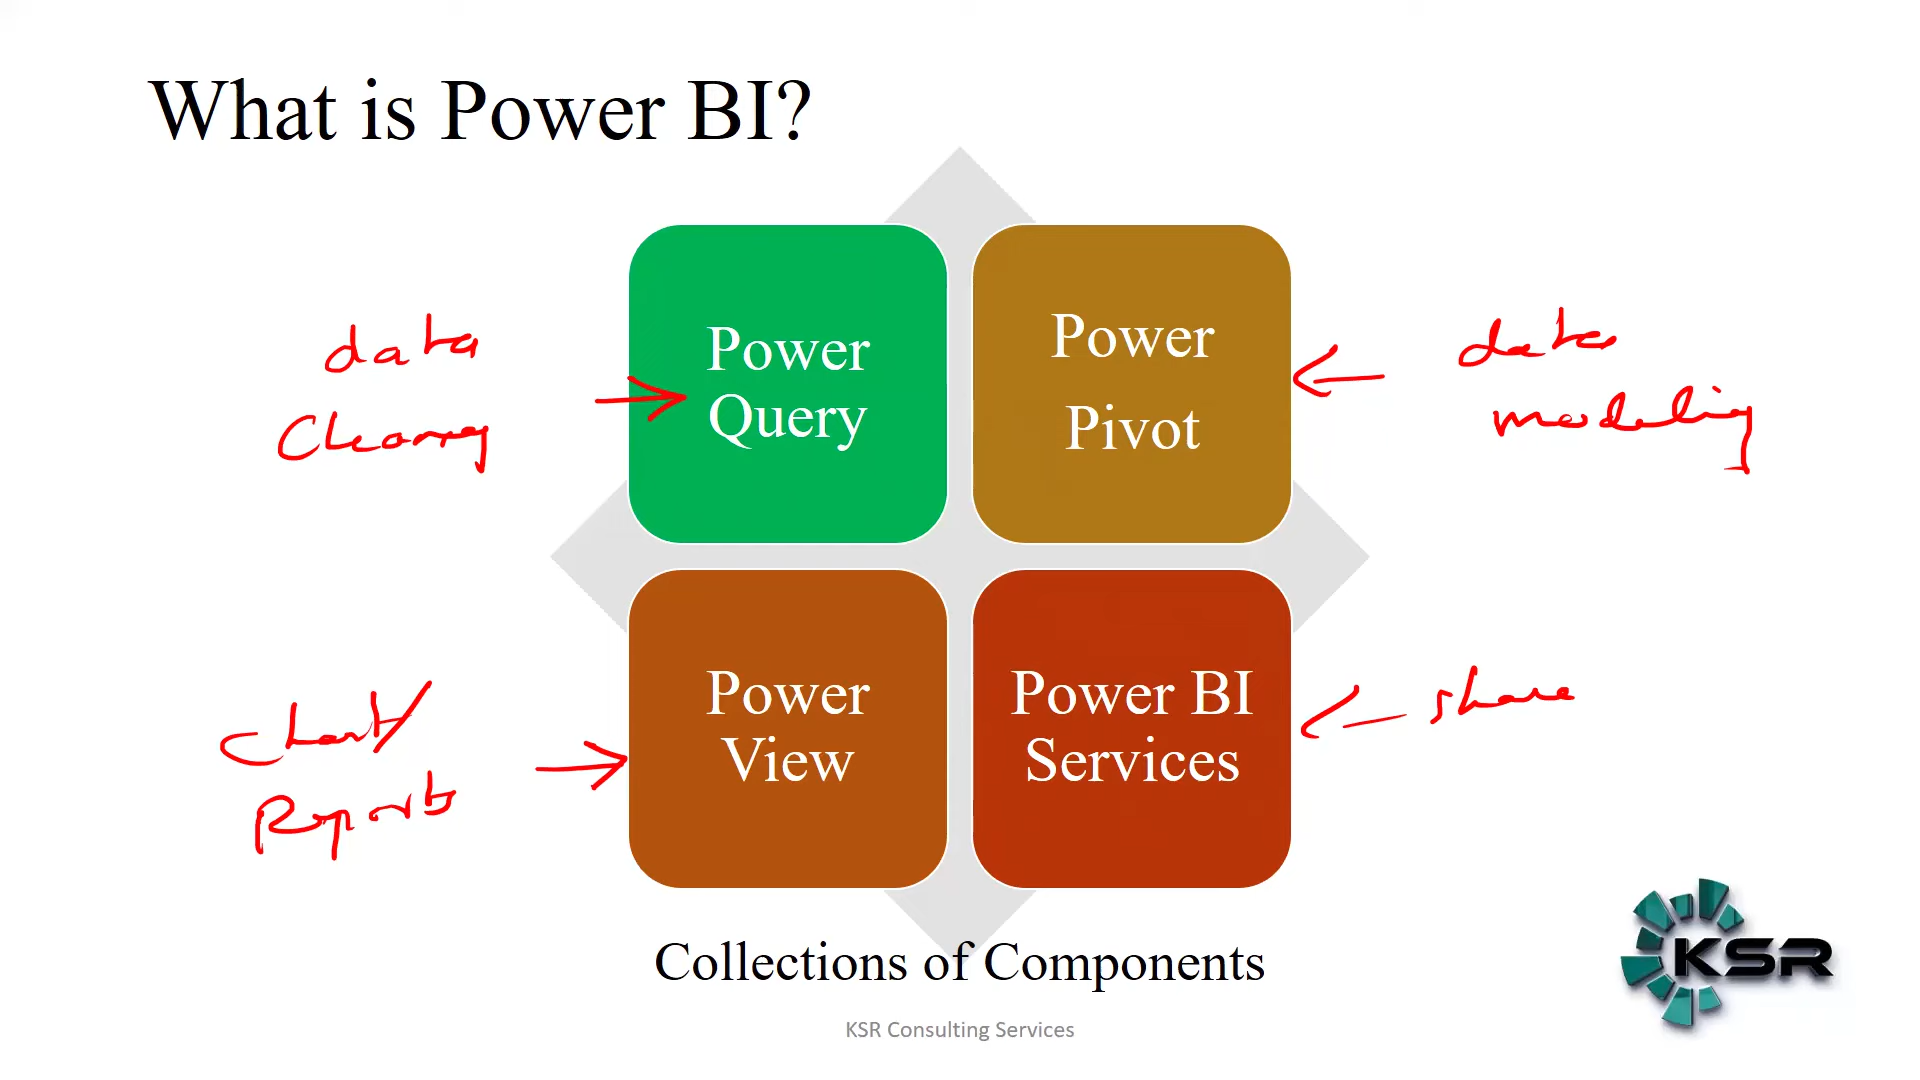 What is Power BI?
data
Cleaning
Power
Query
Power
Pivot
data
modeling
chart/
Reports
Power
View
Power BI
Services
share
Collections of Components
KSR Consulting Services
KSR